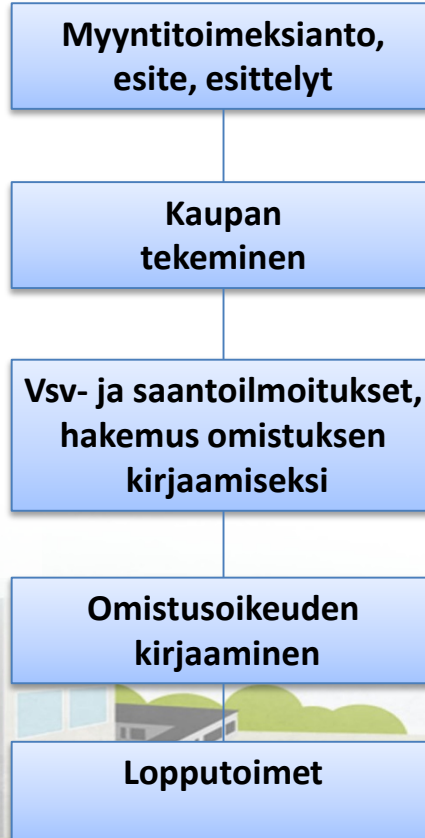 Myyntitoimeksianto,
esite, esittelyt
Kaupan
tekeminen
Vsv- ja saantoilmoitukset,
hakemus omistuksen
kirjaamiseksi
Omistusoikeuden
kirjaaminen
Lopputoimet